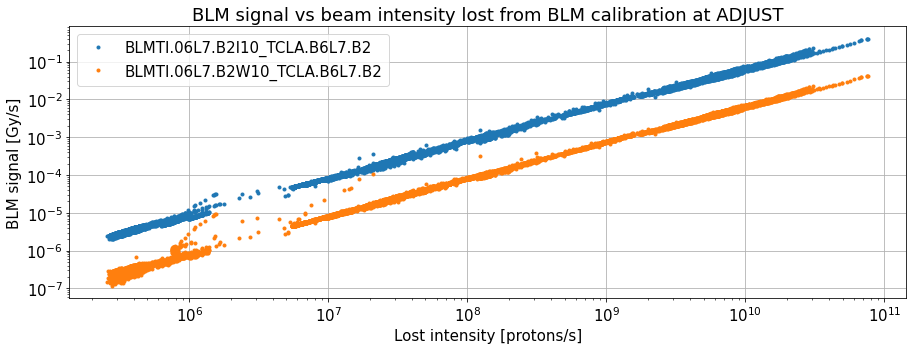 BLM signal vs beam intensity lost from BLM calibration at ADJUST
BLMTI.06L7.B2I10_TCLA.B6L7.B2
BLMTI.06L7.B2W10_TCLA.B6L7.B2
BLM signal [Gy/s]
10⁻¹
10⁻²
10⁻³
10⁻⁴
10⁻⁵
10⁻⁶
10⁻⁷
10⁶ 10⁷ 10⁸ 10⁹ 10¹⁰ 10¹¹
Lost intensity [protons/s]